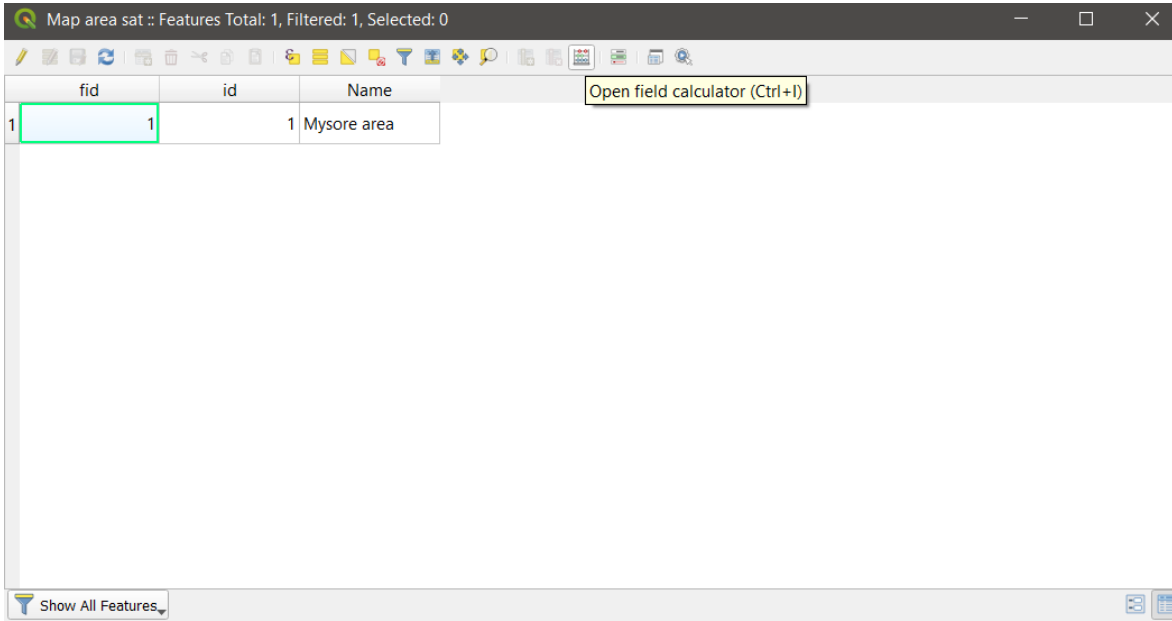 Map area sat :: Features Total: 1, Filtered: 1, Selected: 0
fid id Name
Open field calculator (Ctrl+I)
1 1 1 Mysore area
Show All Features